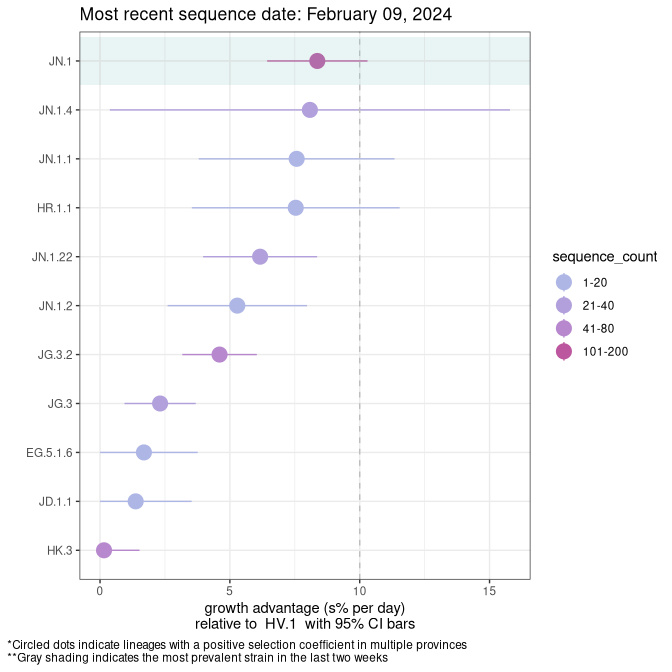 Most recent sequence date: February 09, 2024
JN.1
JN.1.4
JN.1.1
HR.1.1
JN.1.22
JN.1.2
JG.3.2
JG.3
EG.5.1.6
JD.1.1
HK.3
0 5 10 15
growth advantage (s% per day)
relative to HV.1 with 95% CI bars
sequence_count
1-20
21-40
41-80
101-200
*Circled dots indicate lineages with a positive selection coefficient in multiple provinces
**Gray shading indicates the most prevalent strain in the last two weeks